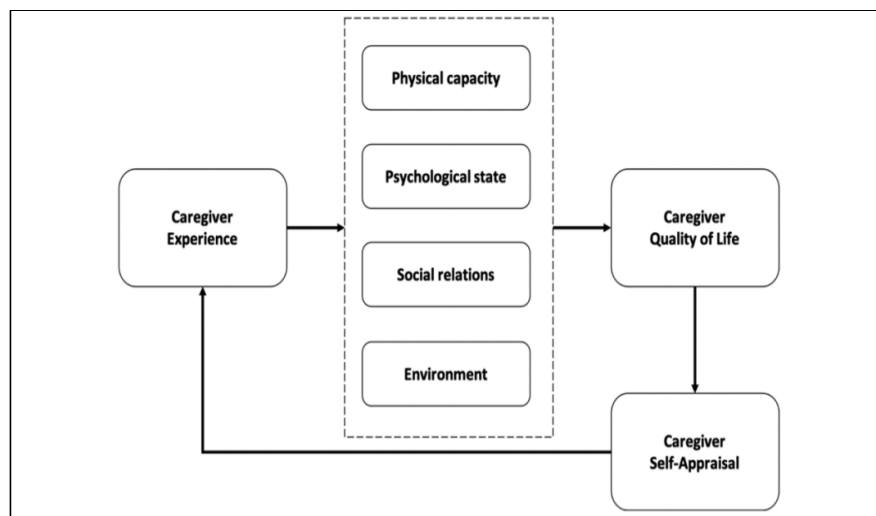 Physical capacity
Psychological state
Caregiver
Experience
Caregiver
Quality of Life
Social relations
Environment
Caregiver
Self-Appraisal